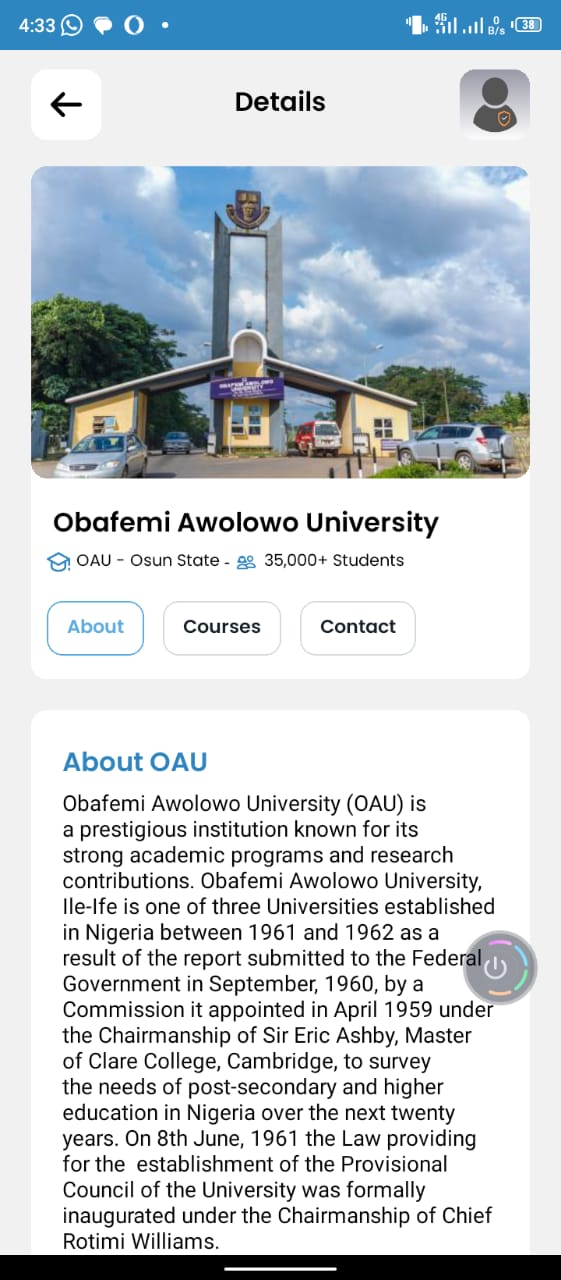 4:33
4G
0
B/s
38
Details
OBAFEMI AWOLOWO
UNIVERSITY
Obafemi Awolowo University
OAU - Osun State - 35,000+ Students
About Courses Contact
About OAU
Obafemi Awolowo University (OAU) is
a prestigious institution known for its
strong academic programs and research
contributions. Obafemi Awolowo University,
Ile-Ife is one of three Universities established
in Nigeria between 1961 and 1962 as a
result of the report submitted to the Federal
Government in September, 1960, by a
Commission it appointed in April 1959 under
the Chairmanship of Sir Eric Ashby, Master
of Clare College, Cambridge, to survey
the needs of post-secondary and higher
education in Nigeria over the next twenty
years. On 8th June, 1961 the Law providing
for the  establishment of the Provisional
Council of the University was formally
inaugurated under the Chairmanship of Chief
Rotimi Williams.